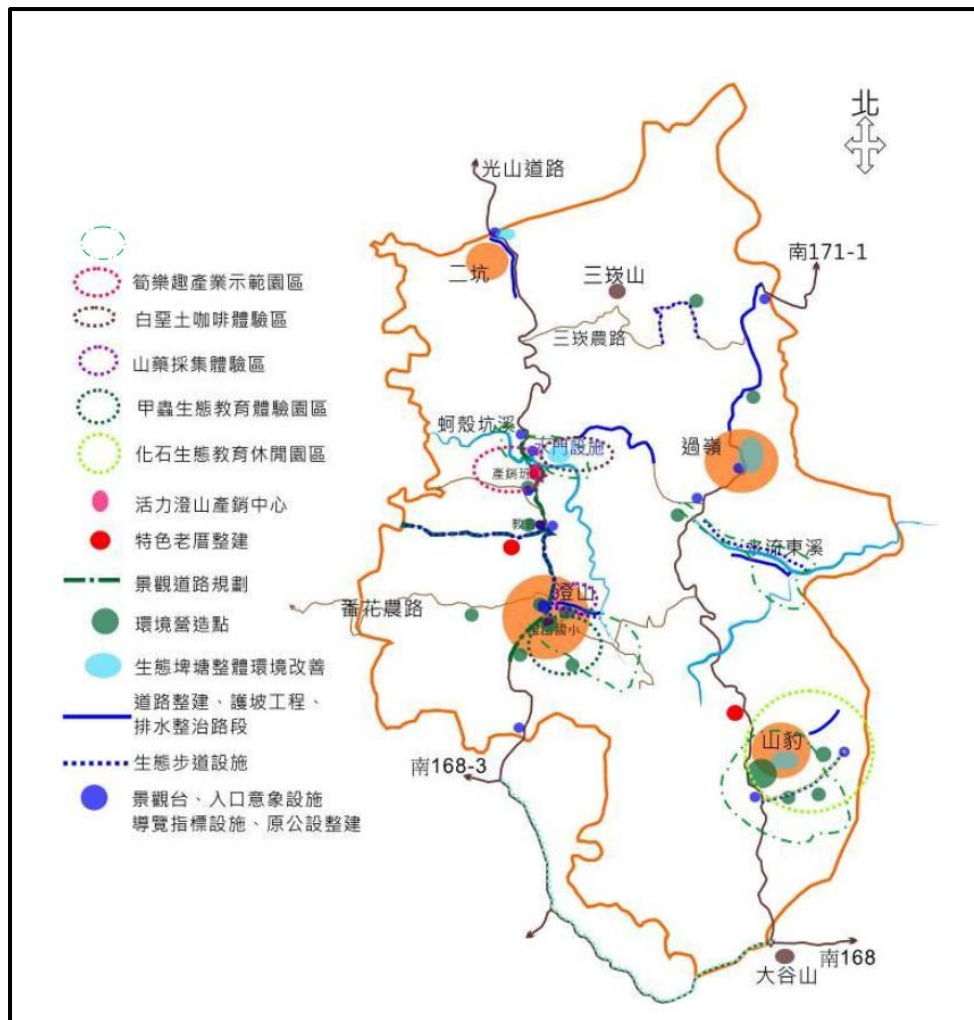 北
光山道路
南171-1
二坑
三崁山
三崁農路
筍樂趣產業示範園區
白堊土咖啡體驗區
山藥採集體驗區
甲蟲生態教育體驗園區
化石生態教育休閒園區
活力澄山產銷中心
特色老厝整建
景觀道路規劃
環境營造點
生態埤塘整體環境改善
道路整建、護坡工程、
排水整治路段
生態步道設施
景觀台、入口意象設施
導覽指標設施、原公設整建
蚵殼坑溪
水門設施
過嶺
產銷班
水流東溪
番花農路
澄山
國小
山豹
南168-3
南168
大谷山